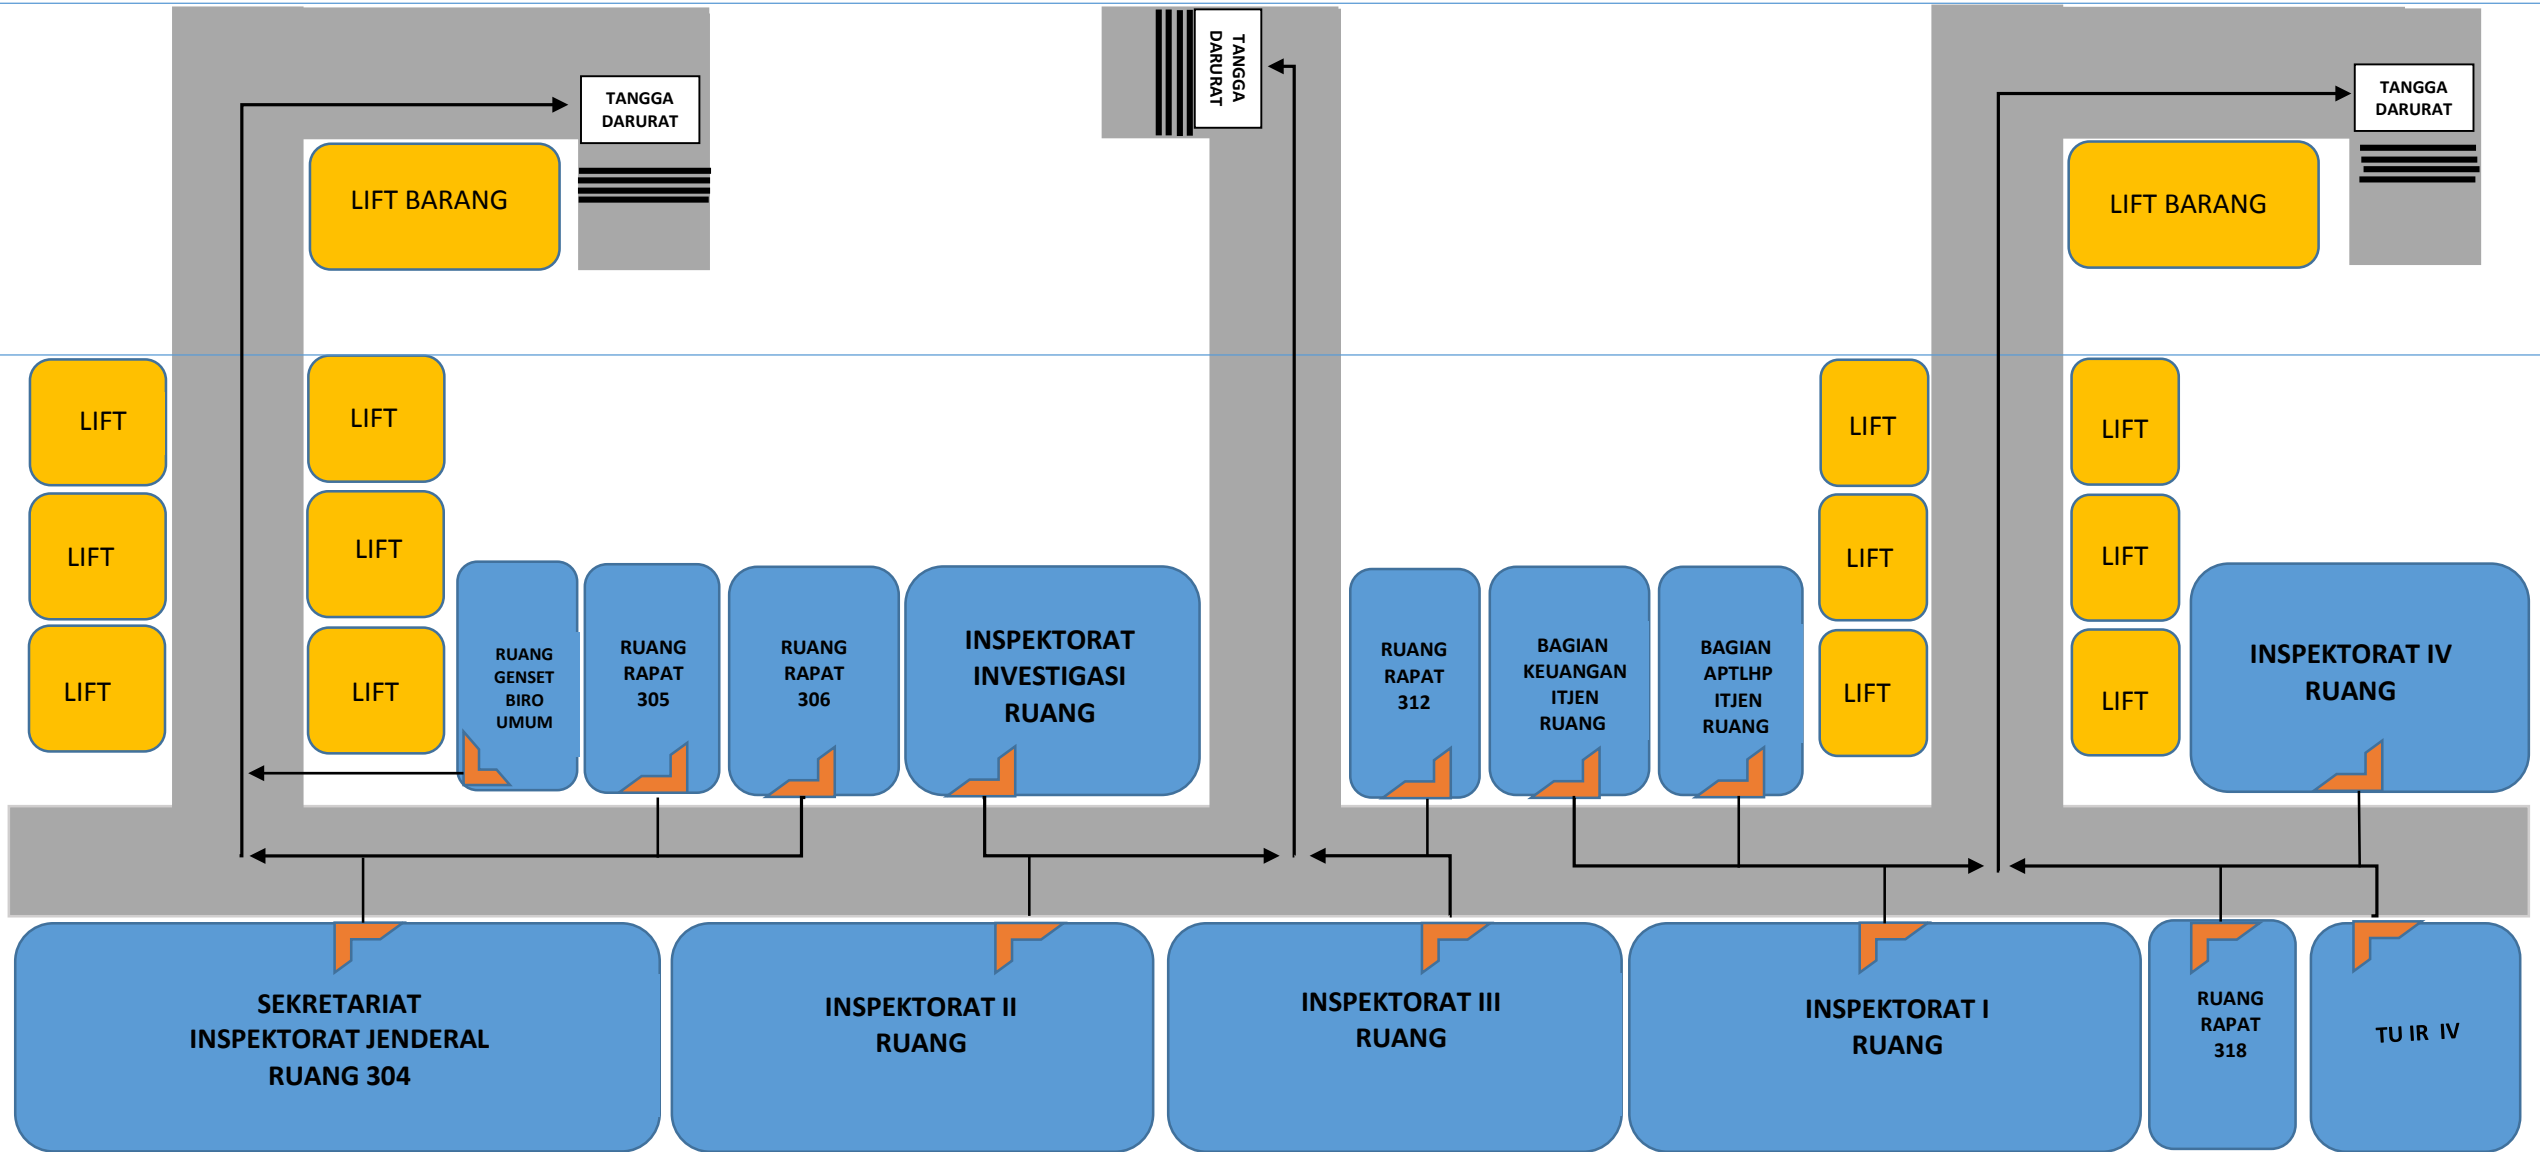 TANGGA
DARURAT
TANGGA
DARURAT
TANGGA
DARURAT
LIFT BARANG
LIFT BARANG
LIFT
LIFT
LIFT
LIFT
LIFT
LIFT
LIFT
LIFT
LIFT
LIFT
LIFT
LIFT
RUANG
GENSET
BIRO
UMUM
RUANG
RAPAT
305
RUANG
RAPAT
306
INSPEKTORAT
INVESTIGASI
RUANG
RUANG
RAPAT
312
BAGIAN
KEUANGAN
ITJEN
RUANG
BAGIAN
APTLHP
ITJEN
RUANG
INSPEKTORAT IV
RUANG
SEKRETARIAT
INSPEKTORAT JENDERAL
RUANG 304
INSPEKTORAT II
RUANG
INSPEKTORAT III
RUANG
INSPEKTORAT I
RUANG
RUANG
RAPAT
318
TU IR IV